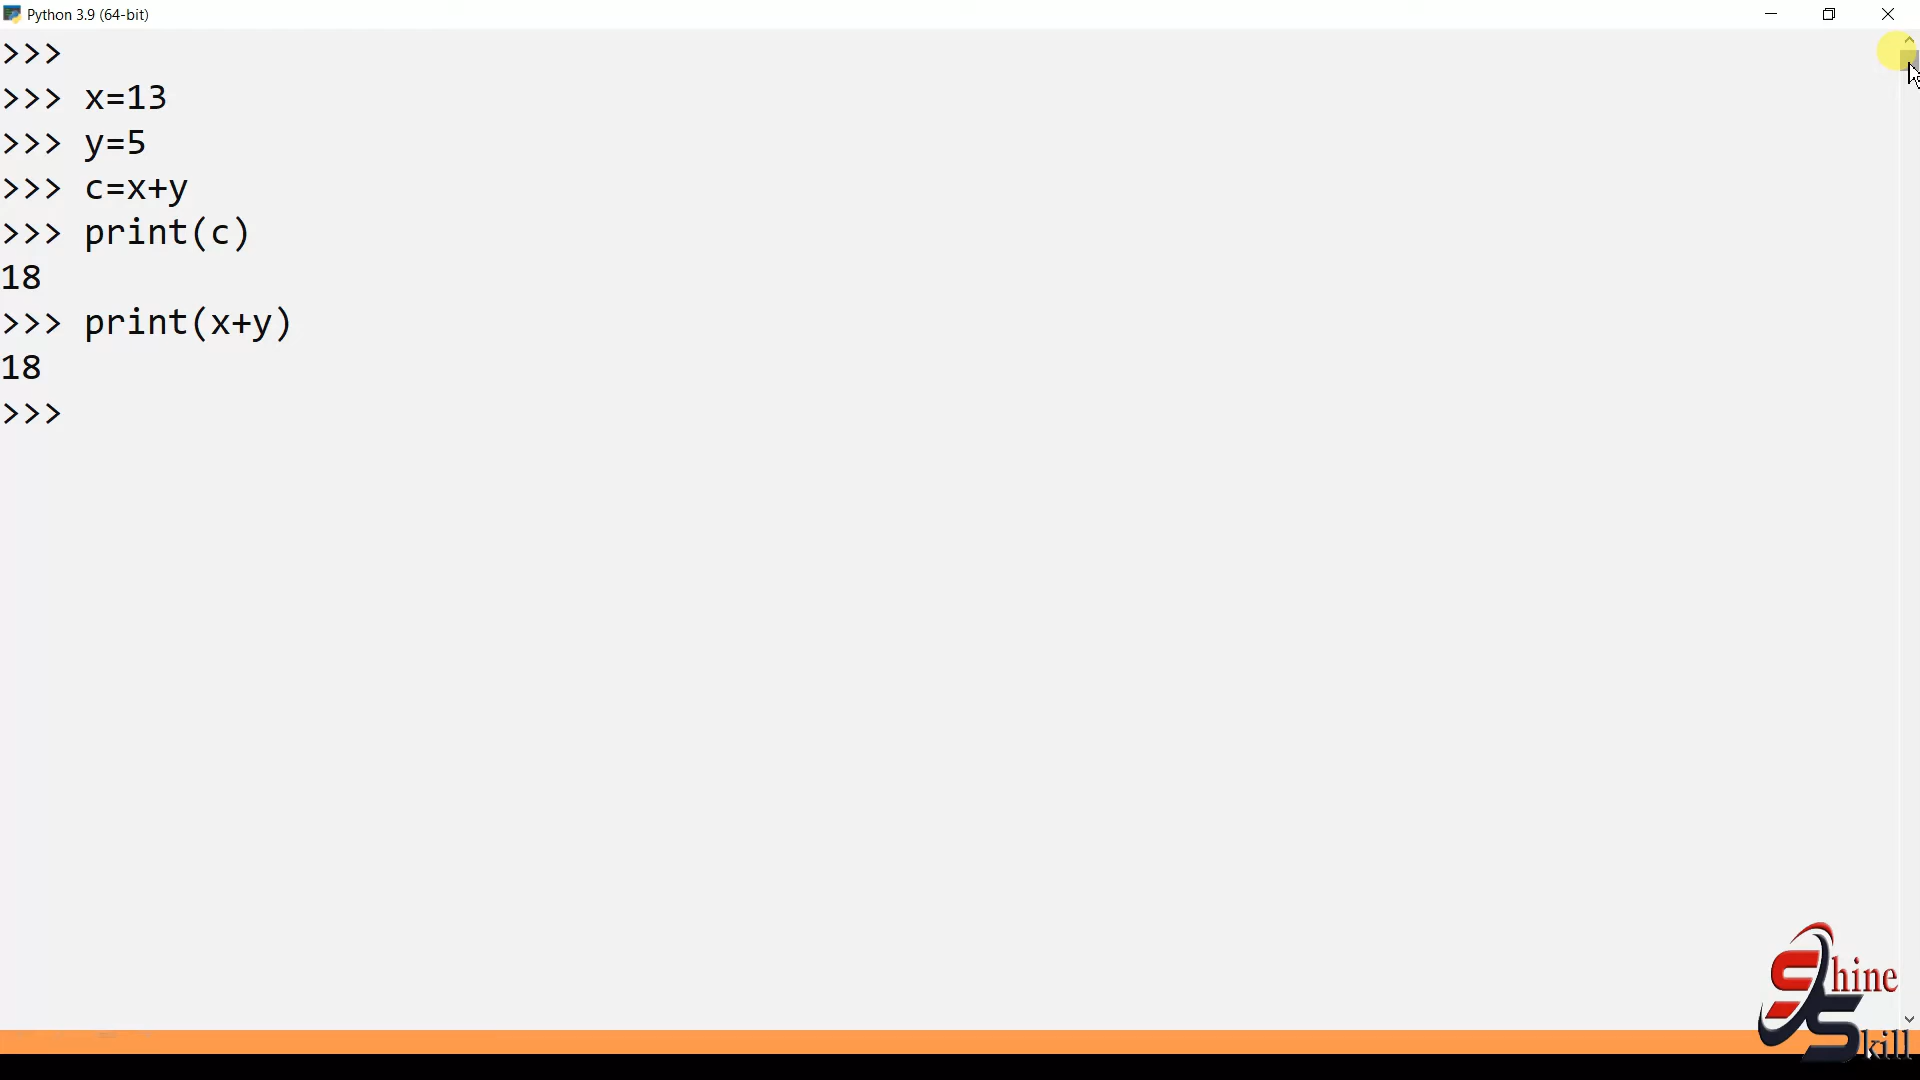 Python 3.9 (64-bit)
>>>
>>> x=13
>>> y=5
>>> c=x+y
>>> print(c)
18
>>> print(x+y)
18
>>>
Shine
Skill